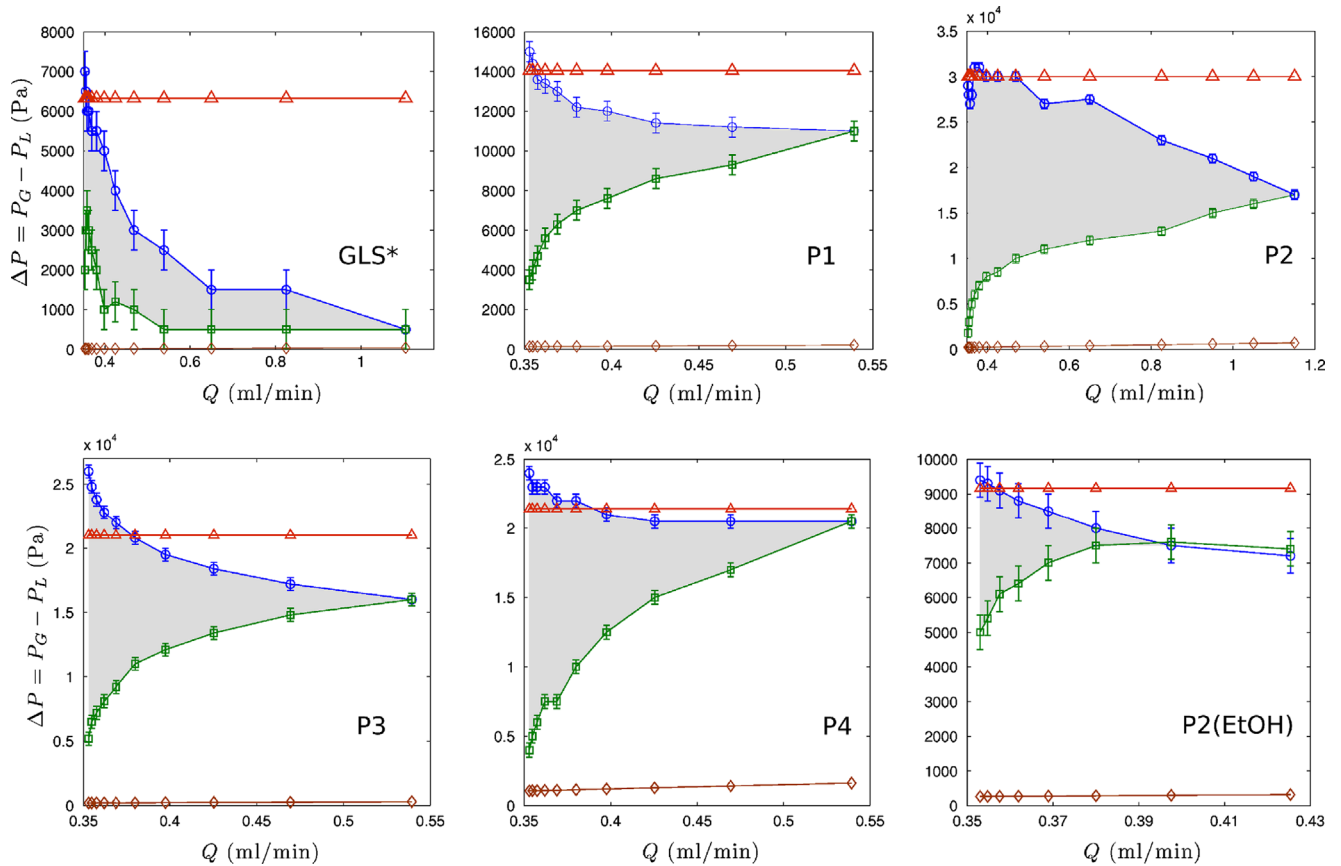 8000
7000
6000
5000
4000
3000
2000
1000
0
0.4 0.6 0.8 1
ΔP = P_G − P_L (Pa)
Q (ml/min)
GLS*
16000
14000
12000
10000
8000
6000
4000
2000
0
0.35 0.4 0.45 0.5 0.55
Q (ml/min)
P1
x 10⁴
3.5
3
2.5
2
1.5
1
0.5
0
0.4 0.6 0.8 1 1.2
Q (ml/min)
P2
x 10⁴
2.5
2
1.5
1
0.5
0
0.35 0.4 0.45 0.5 0.55
ΔP = P_G − P_L (Pa)
Q (ml/min)
P3
x 10⁴
2.5
2
1.5
1
0.5
0
0.35 0.4 0.45 0.5 0.55
Q (ml/min)
P4
10000
9000
8000
7000
6000
5000
4000
3000
2000
1000
0
0.35 0.37 0.39 0.41 0.43
Q (ml/min)
P2(EtOH)